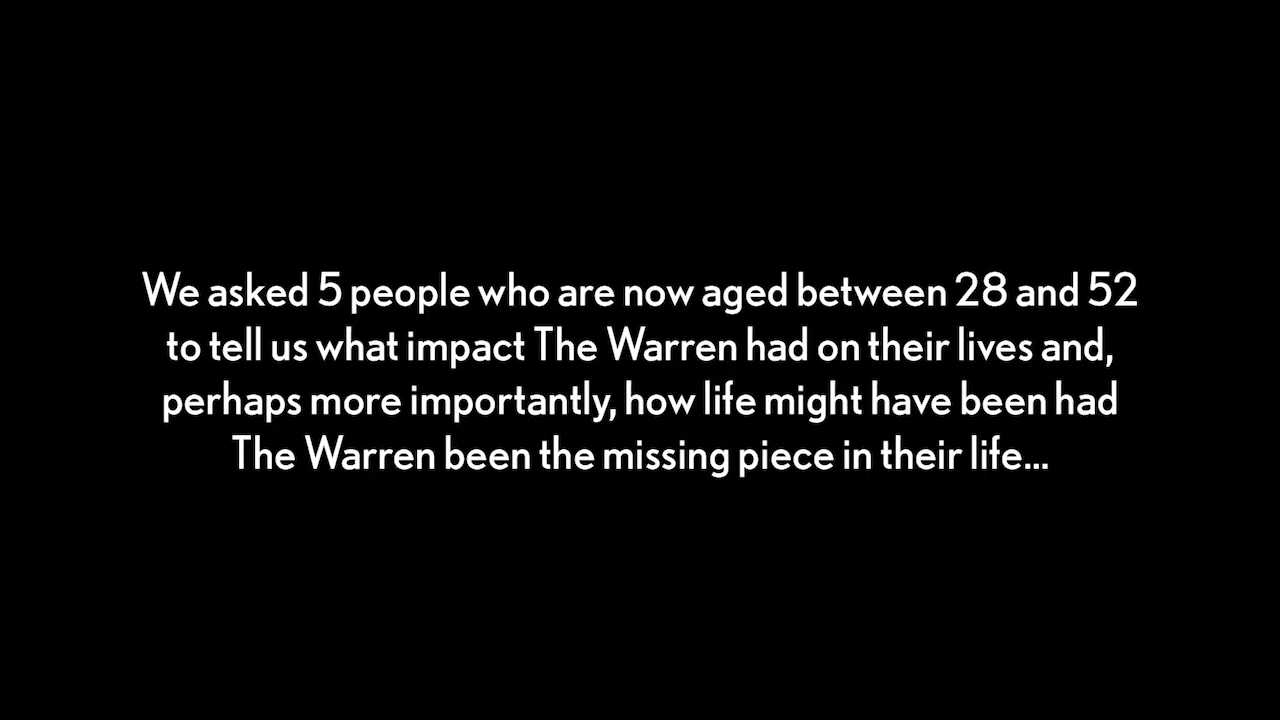 We asked 5 people who are now aged between 28 and 52
to tell us what impact The Warren had on their lives and,
perhaps more importantly, how life might have been had
The Warren been the missing piece in their life...